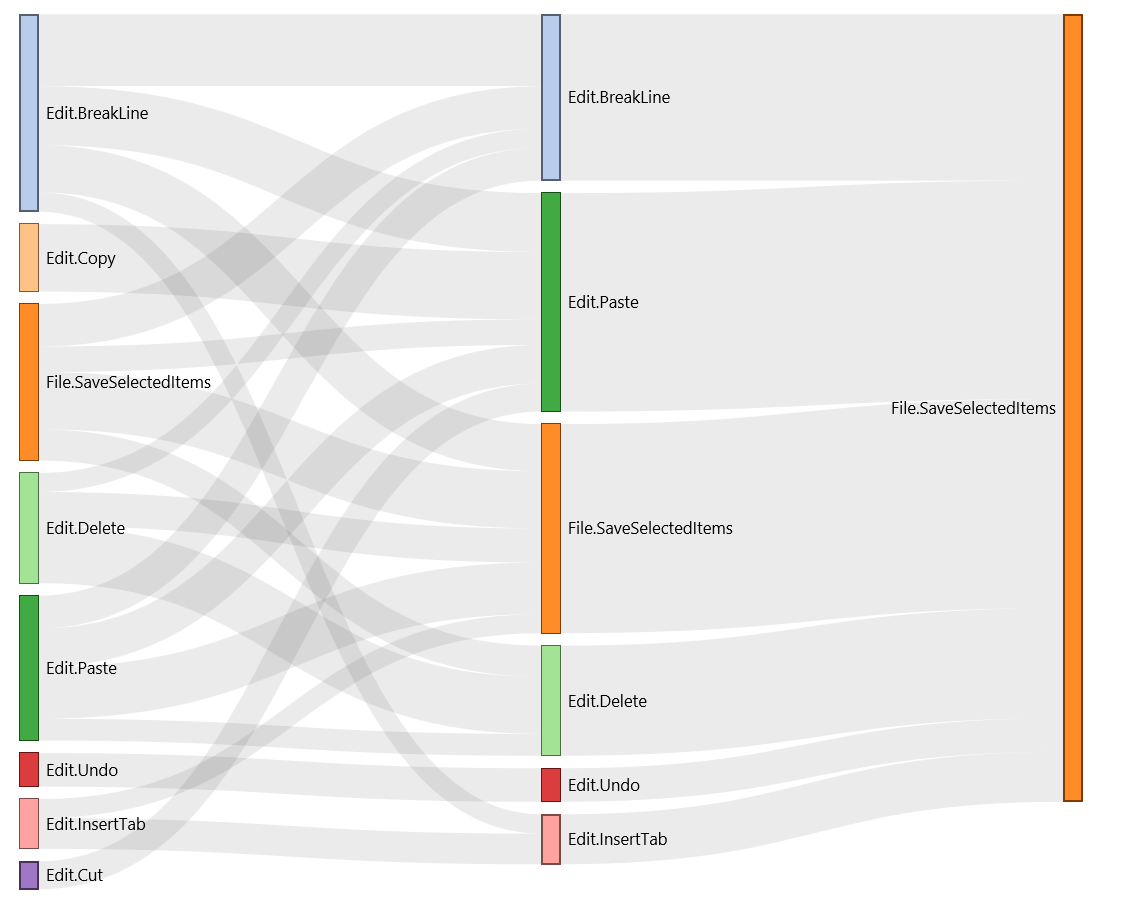 Edit.BreakLine
Edit.Copy
File.SaveSelectedItems
Edit.Delete
Edit.Paste
Edit.Undo
Edit.InsertTab
Edit.Cut
Edit.BreakLine
Edit.Paste
File.SaveSelectedItems
Edit.Delete
Edit.Undo
Edit.InsertTab
File.SaveSelectedItems